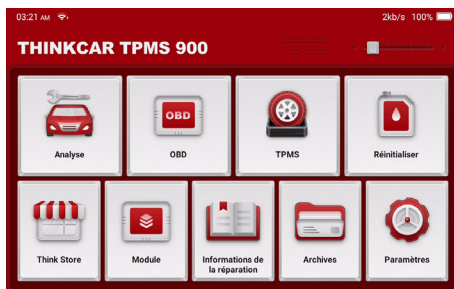 03:21 AM
2kb/s 100%
THINKCAR TPMS 900
OBD
Analyse
OBD
TPMS
Réinitialiser
Think Store
Module
Informations de
la réparation
Archives
Paramètres